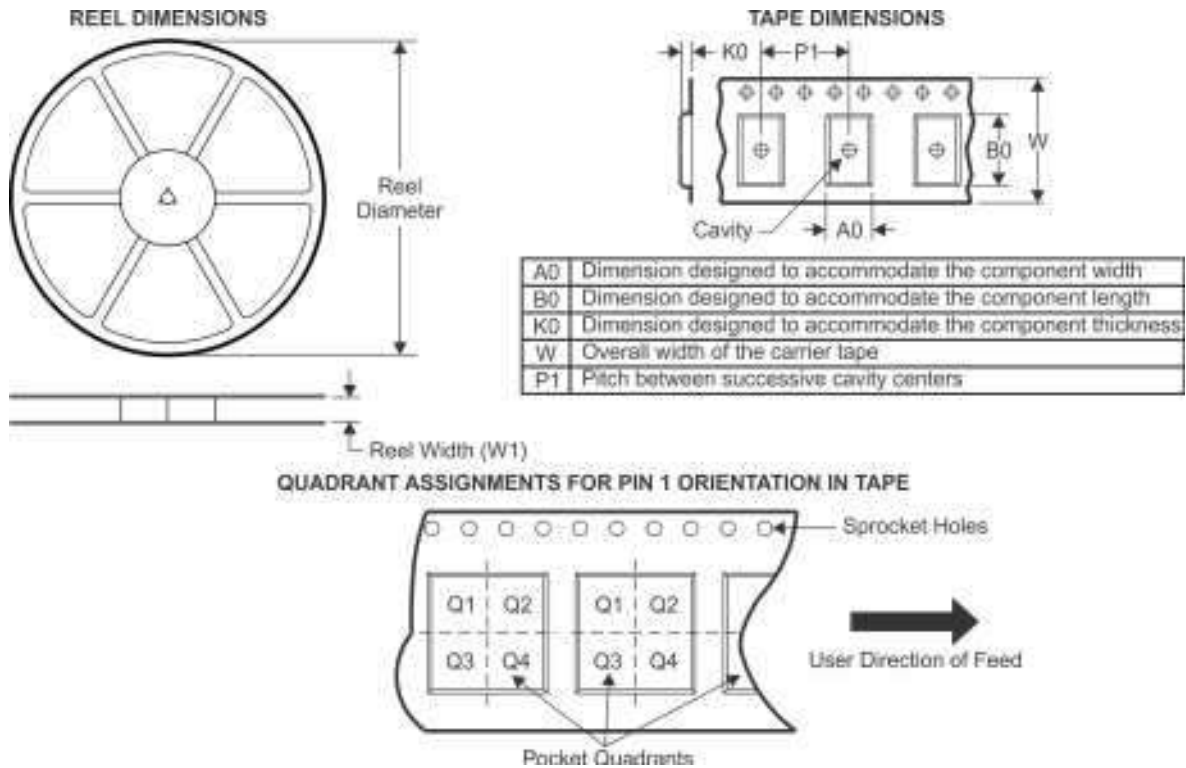 REEL DIMENSIONS
Reel
Diameter
Reel Width (W1)
TAPE DIMENSIONS
K0
P1
B0
W
Cavity
A0
A0 Dimension designed to accommodate the component width
B0 Dimension designed to accommodate the component length
K0 Dimension designed to accommodate the component thickness
W Overall width of the carrier tape
P1 Pitch between successive cavity centers
QUADRANT ASSIGNMENTS FOR PIN 1 ORIENTATION IN TAPE
Sprocket Holes
Q1 Q2 Q1 Q2
Q3 Q4 Q3 Q4
User Direction of Feed
Pocket Quadrants